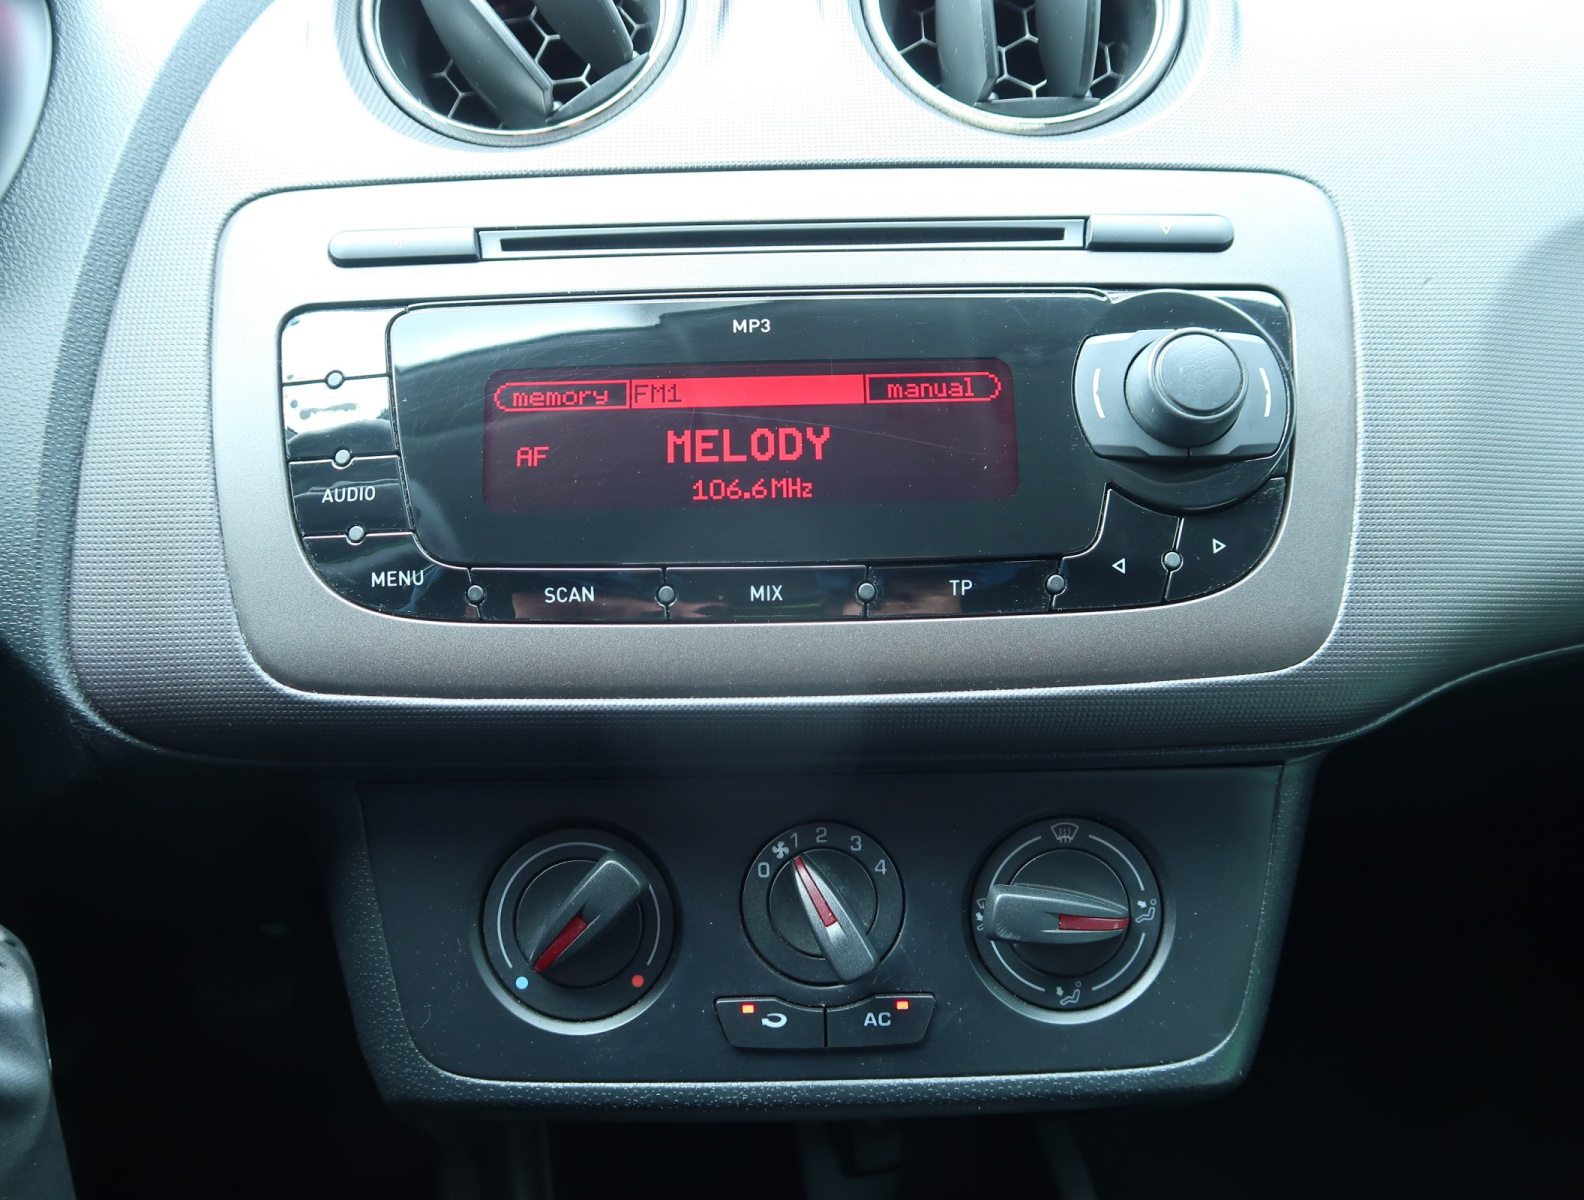 MP3
memory FM1 manual
AF MELODY
106.6MHz
AUDIO
MENU SCAN MIX TP
0 1 2 3 4
AC